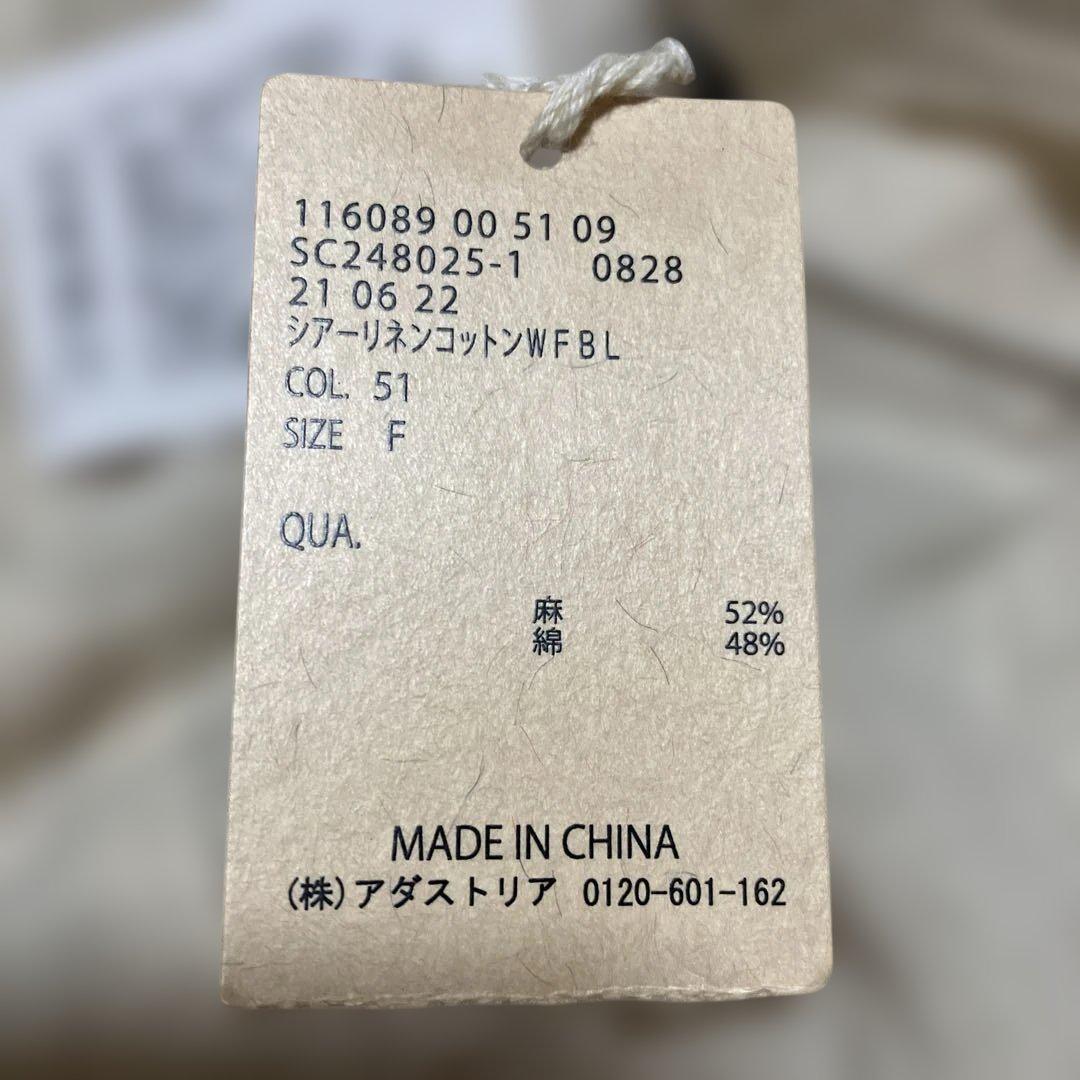 116089 00 51 09
SC248025-1 0828
21 06 22
シアーリネンコットンWFBL
COL. 51
SIZE F
QUA.
麻 52%
綿 48%
MADE IN CHINA
(株)アダストリア 0120-601-162